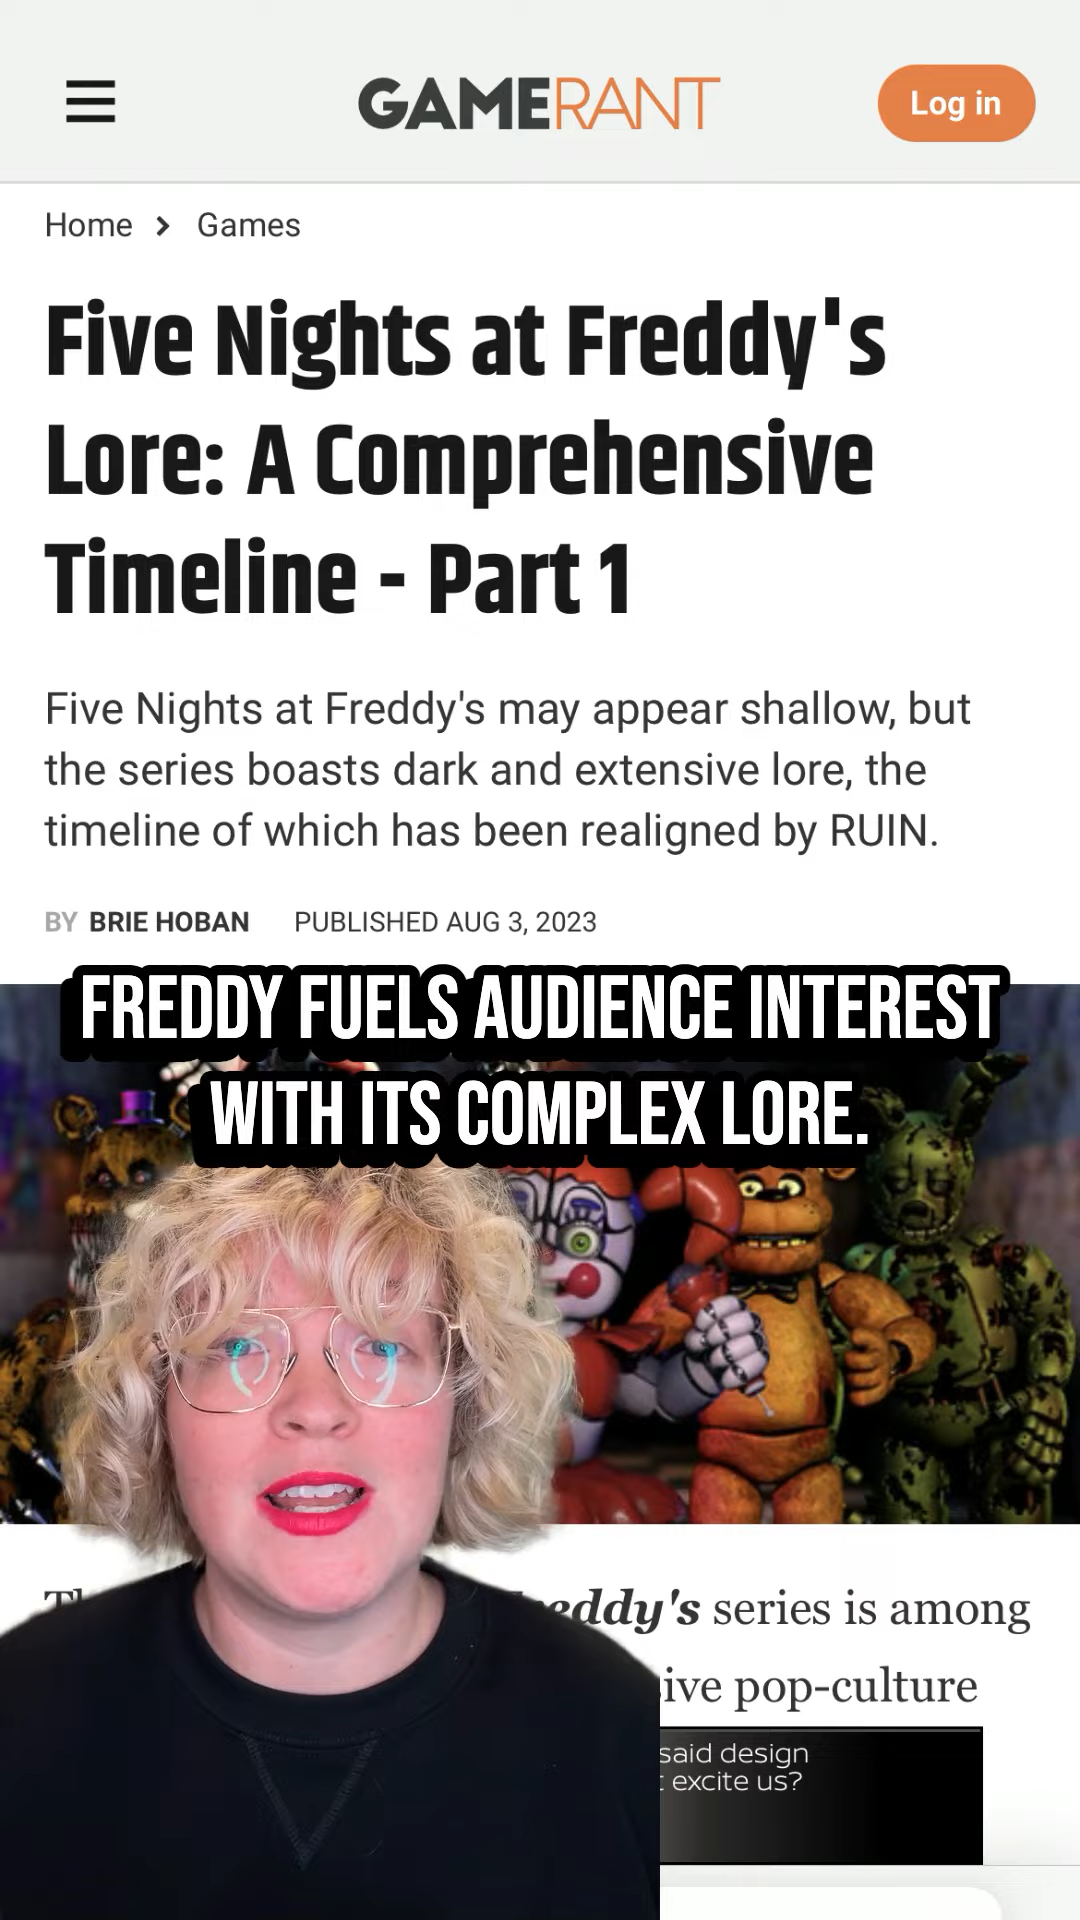 GAMERANT
Log in
Home > Games
Five Nights at Freddy's
Lore: A Comprehensive
Timeline - Part 1
Five Nights at Freddy's may appear shallow, but
the series boasts dark and extensive lore, the
timeline of which has been realigned by RUIN.
BY BRIE HOBAN PUBLISHED AUG 3, 2023
FREDDY FUELS AUDIENCE INTEREST
WITH ITS COMPLEX LORE.
series is among
pop-culture
said design
excite us?